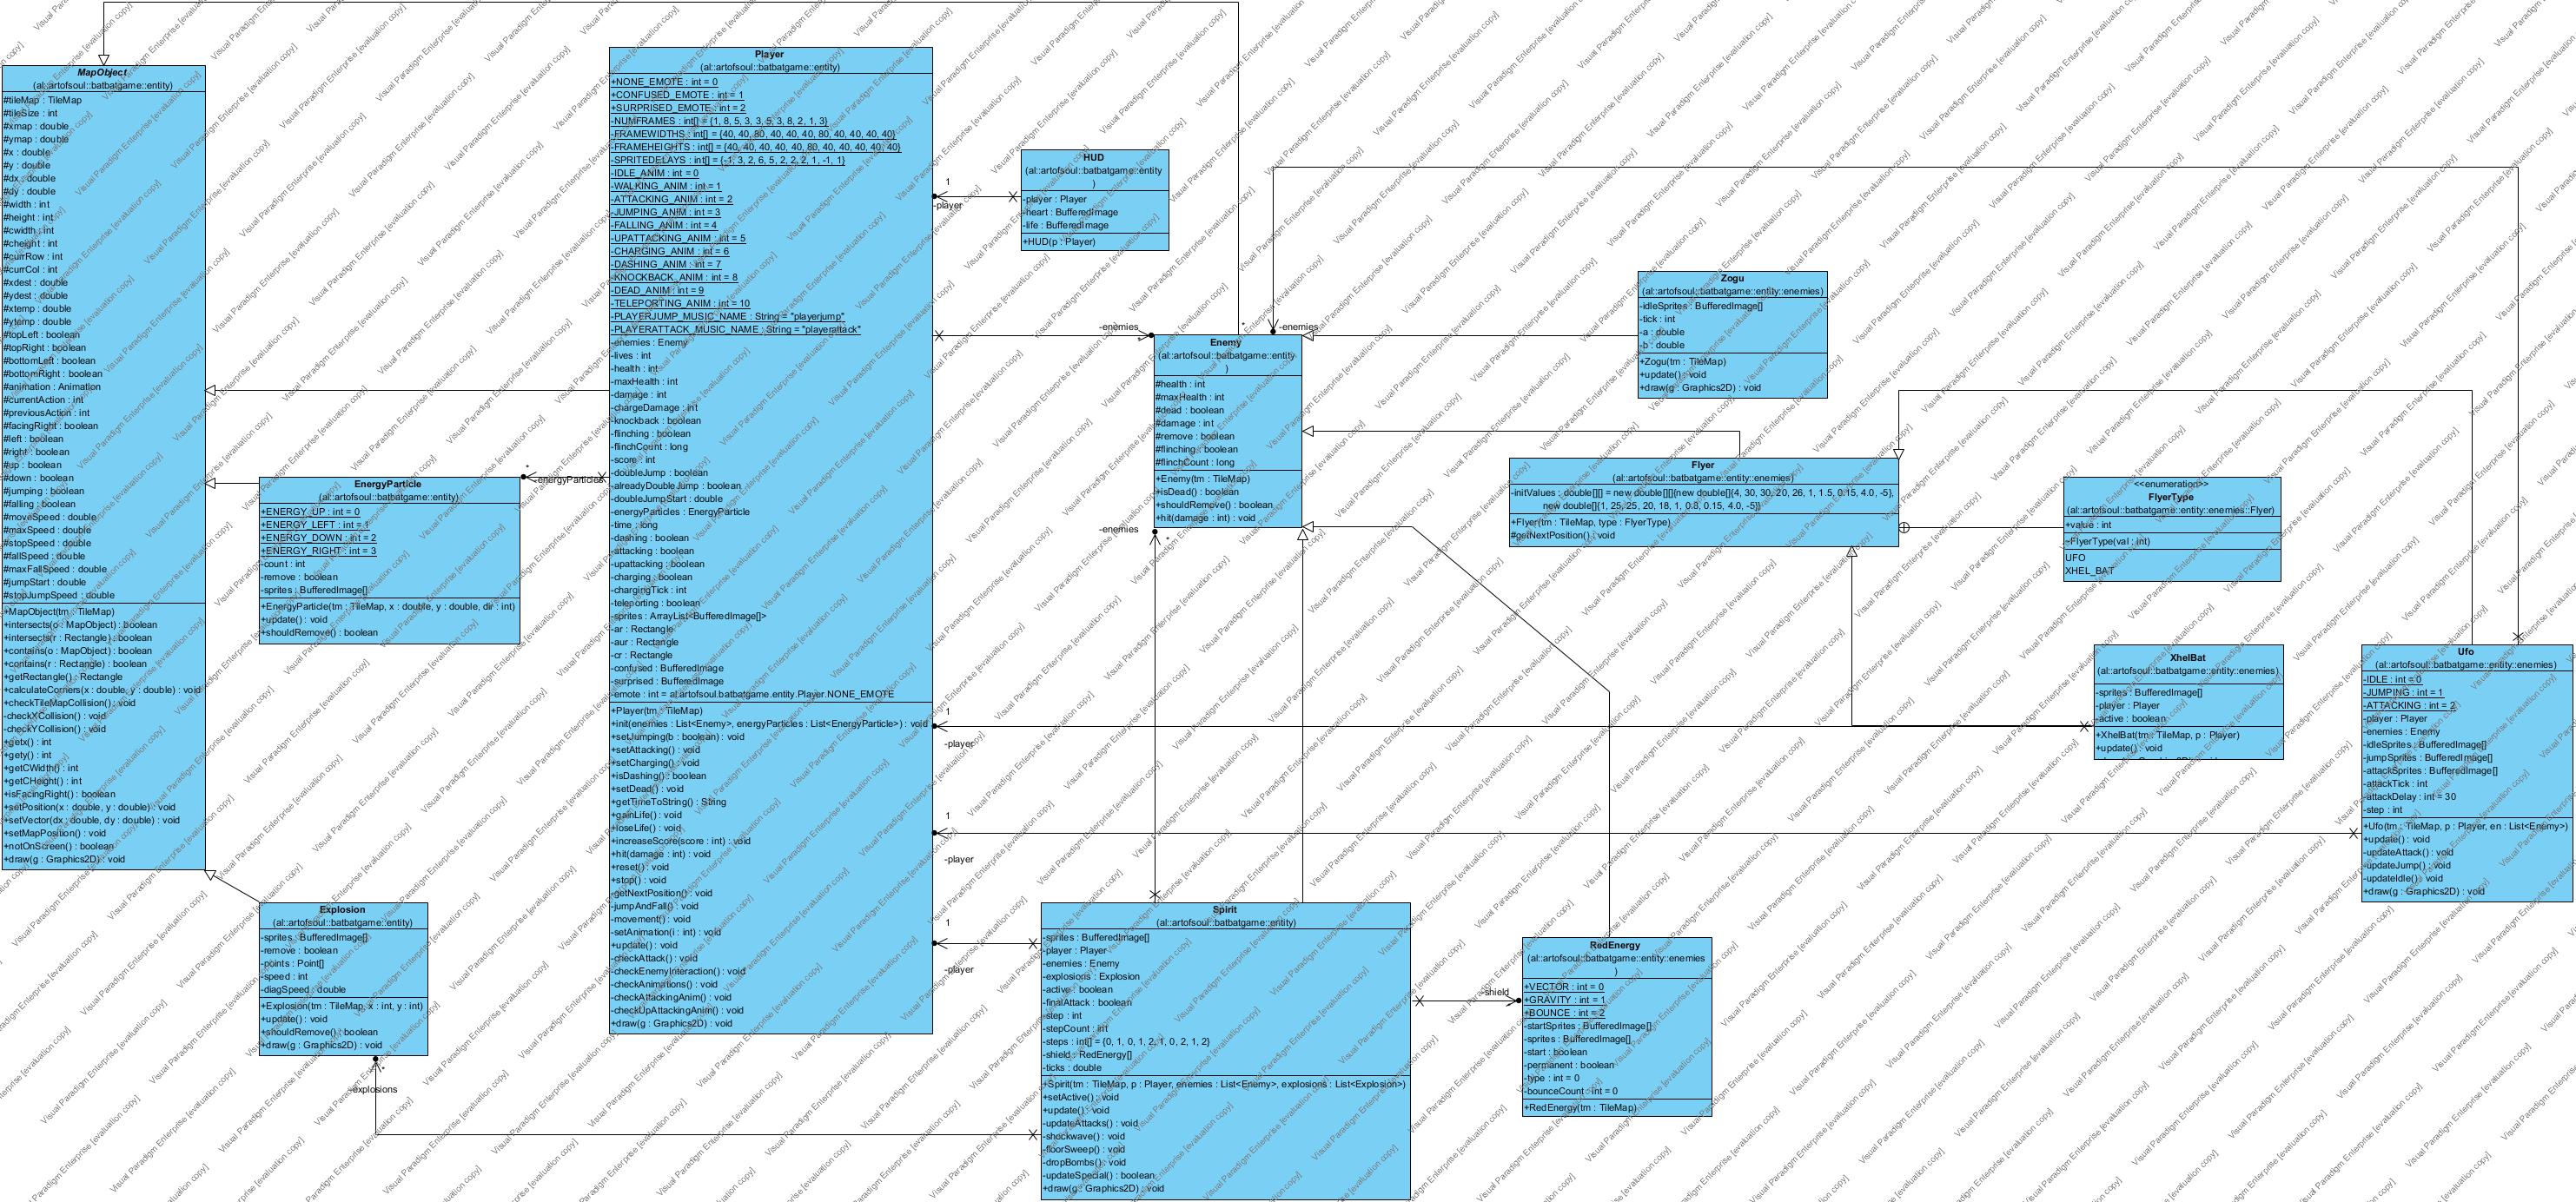 MapObject
(al::artofsoul::batbatgame::entity)
#tileMap : TileMap
#tileSize : int
#xmap : double
#ymap : double
#x : double
#y : double
#dx : double
#dy : double
#width : int
#height : int
#cwidth : int
#cheight : int
#currRow : int
#currCol : int
#xdest : double
#ydest : double
#xtemp : double
#ytemp : double
#topLeft : boolean
#topRight : boolean
#bottomLeft : boolean
#bottomRight : boolean
#animation : Animation
#currentAction : int
#previousAction : int
#facingRight : boolean
#left : boolean
#right : boolean
#up : boolean
#down : boolean
#jumping : boolean
#falling : boolean
#moveSpeed : double
#maxSpeed : double
#stopSpeed : double
#fallSpeed : double
#maxFallSpeed : double
#jumpStart : double
#stopJumpSpeed : double
+MapObject(tm : TileMap)
+intersects(o : MapObject) : boolean
+intersects(r : Rectangle) : boolean
+contains(o : MapObject) : boolean
+contains(r : Rectangle) : boolean
+getRectangle() : Rectangle
+calculateCorners(x : double, y : double) : void
+checkTileMapCollision() : void
-checkXCollision() : void
-checkYCollision() : void
+getx() : int
+gety() : int
+getCWidth() : int
+getCHeight() : int
+isFacingRight() : boolean
+setPosition(x : double, y : double) : void
+setVector(dx : double, dy : double) : void
+setMapPosition() : void
+notOnScreen() : boolean
+draw(g : Graphics2D) : void
EnergyParticle
(al::artofsoul::batbatgame::entity)
+ENERGY_UP : int = 0
+ENERGY_LEFT : int = 1
+ENERGY_DOWN : int = 2
+ENERGY_RIGHT : int = 3
-count : int
-remove : boolean
-sprites : BufferedImage[]
+EnergyParticle(tm : TileMap, x : double, y : double, dir : int)
+update() : void
+shouldRemove() : boolean
*
-energyParticles
Explosion
(al::artofsoul::batbatgame::entity)
-sprites : BufferedImage[]
-remove : boolean
-points : Point[]
-speed : int
-diagSpeed : double
+Explosion(tm : TileMap, x : int, y : int)
+update() : void
+shouldRemove() : boolean
+draw(g : Graphics2D) : void
*
-explosions
Player
(al::artofsoul::batbatgame::entity)
+NONE_EMOTE : int = 0
+CONFUSED_EMOTE : int = 1
+SURPRISED_EMOTE : int = 2
-NUMFRAMES : int[] = {1, 8, 5, 3, 3, 5, 3, 8, 2, 1, 3}
-FRAMEWIDTHS : int[] = {40, 40, 80, 40, 40, 40, 80, 40, 40, 40, 40}
-FRAMEHEIGHTS : int[] = {40, 40, 40, 40, 40, 80, 40, 40, 40, 40, 40}
-SPRITEDELAYS : int[] = {-1, 3, 2, 6, 5, 2, 2, 2, 1, -1, 1}
-IDLE_ANIM : int = 0
-WALKING_ANIM : int = 1
-ATTACKING_ANIM : int = 2
-JUMPING_ANIM : int = 3
-FALLING_ANIM : int = 4
-UPATTACKING_ANIM : int = 5
-CHARGING_ANIM : int = 6
-DASHING_ANIM : int = 7
-KNOCKBACK_ANIM : int = 8
-DEAD_ANIM : int = 9
-TELEPORTING_ANIM : int = 10
-PLAYERJUMP_MUSIC_NAME : String = "playerjump"
-PLAYERATTACK_MUSIC_NAME : String = "playerattack"
-enemies : Enemy
-lives : int
-health : int
-maxHealth : int
-damage : int
-chargeDamage : int
-knockback : boolean
-flinching : boolean
-flinchCount : long
-score : int
-doubleJump : boolean
-alreadyDoubleJump : boolean
-doubleJumpStart : double
-energyParticles : EnergyParticle
-time : long
-dashing : boolean
-attacking : boolean
-upattacking : boolean
-charging : boolean
-chargingTick : int
-teleporting : boolean
-sprites : ArrayList<BufferedImage[]>
-ar : Rectangle
-aur : Rectangle
-cr : Rectangle
-confused : BufferedImage
-surprised : BufferedImage
-emote : int = al.artofsoul.batbatgame.entity.Player.NONE_EMOTE
+Player(tm : TileMap)
+init(enemies : List<Enemy>, energyParticles : List<EnergyParticle>) : void
+setJumping(b : boolean) : void
+setAttacking() : void
+setCharging() : void
+isDashing() : boolean
+setDead() : void
+getTimeToString() : String
+gainLife() : void
+loseLife() : void
+increaseScore(score : int) : void
+hit(damage : int) : void
+reset() : void
+stop() : void
-getNextPosition() : void
-jumpAndFall() : void
-movement() : void
-setAnimation(i : int) : void
+update() : void
-checkAttack() : void
-checkEnemyInteraction() : void
-checkAnimations() : void
-checkAttackingAnim() : void
-checkUpAttackingAnim() : void
+draw(g : Graphics2D) : void
1
-player
HUD
(al::artofsoul::batbatgame::entity
)
-player : Player
-heart : BufferedImage
-life : BufferedImage
+HUD(p : Player)
-enemies
*
-enemies
Enemy
(al::artofsoul::batbatgame::entity
)
#health : int
#maxHealth : int
#dead : boolean
#damage : int
#remove : boolean
#flinching : boolean
#flinchCount : long
+Enemy(tm : TileMap)
+isDead() : boolean
+shouldRemove() : boolean
+hit(damage : int) : void
-enemies
*
Zogu
(al::artofsoul::batbatgame::entity::enemies)
-idleSprites : BufferedImage[]
-tick : int
-a : double
-b : double
+Zogu(tm : TileMap)
+update() : void
+draw(g : Graphics2D) : void
Flyer
(al::artofsoul::batbatgame::entity::enemies)
-initValues : double[][] = new double[][]{new double[]{4, 30, 30, 20, 26, 1, 1.5, 0.15, 4.0, -5},
new double[]{1, 25, 25, 20, 18, 1, 0.8, 0.15, 4.0, -5}}
+Flyer(tm : TileMap, type : FlyerType)
#getNextPosition() : void
<<enumeration>>
FlyerType
(al::artofsoul::batbatgame::entity::enemies::Flyer)
+value : int
~FlyerType(val : int)
UFO
XHEL_BAT
XhelBat
(al::artofsoul::batbatgame::entity::enemies)
-sprites : BufferedImage[]
-player : Player
-active : boolean
+XhelBat(tm : TileMap, p : Player)
+update() : void
Ufo
(al::artofsoul::batbatgame::entity::enemies)
-IDLE : int = 0
-JUMPING : int = 1
-ATTACKING : int = 2
-player : Player
-enemies : Enemy
-idleSprites : BufferedImage[]
-jumpSprites : BufferedImage[]
-attackSprites : BufferedImage[]
-attackTick : int
-attackDelay : int = 30
-step : int
+Ufo(tm : TileMap, p : Player, en : List<Enemy>)
+update() : void
-updateAttack() : void
-updateJump() : void
-updateIdle() : void
+draw(g : Graphics2D) : void
1
-player
1
-player
1
-player
Spirit
(al::artofsoul::batbatgame::entity)
-sprites : BufferedImage[]
-player : Player
-enemies : Enemy
-explosions : Explosion
-active : boolean
-finalAttack : boolean
-step : int
-stepCount : int
-steps : int[] = {0, 1, 0, 1, 2, 1, 0, 2, 1, 2}
-shield : RedEnergy[]
-ticks : double
+Spirit(tm : TileMap, p : Player, enemies : List<Enemy>, explosions : List<Explosion>)
+setActive() : void
+update() : void
-updateAttacks() : void
-shockwave() : void
-floorSweep() : void
-dropBombs() : void
-updateSpecial() : boolean
+draw(g : Graphics2D) : void
-shield
RedEnergy
(al::artofsoul::batbatgame::entity::enemies
)
+VECTOR : int = 0
+GRAVITY : int = 1
+BOUNCE : int = 2
-startSprites : BufferedImage[]
-sprites : BufferedImage[]
-start : boolean
-permanent : boolean
-type : int = 0
-bounceCount : int = 0
+RedEnergy(tm : TileMap)
Visual Paradigm Enterprise [evaluation copy]